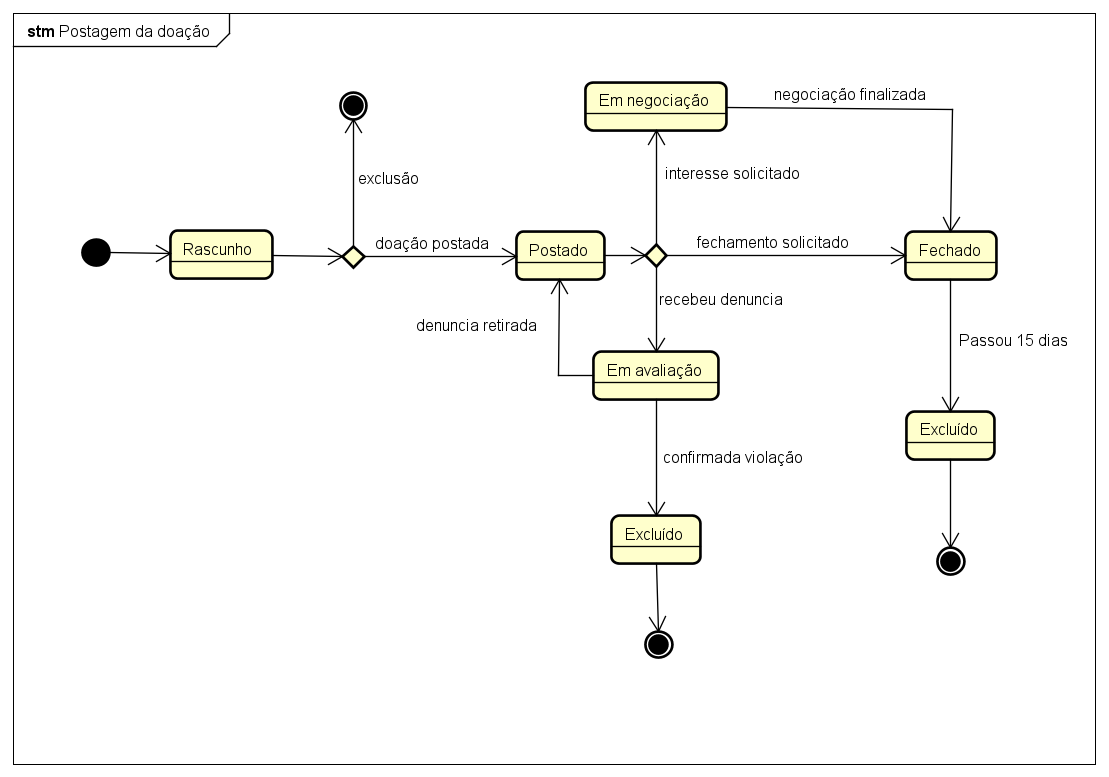 stm Postagem da doação
Em negociação
negociação finalizada
exclusão
interesse solicitado
Rascunho
doação postada
Postado
fechamento solicitado
Fechado
recebeu denuncia
denuncia retirada
Passou 15 dias
Em avaliação
Excluído
confirmada violação
Excluído